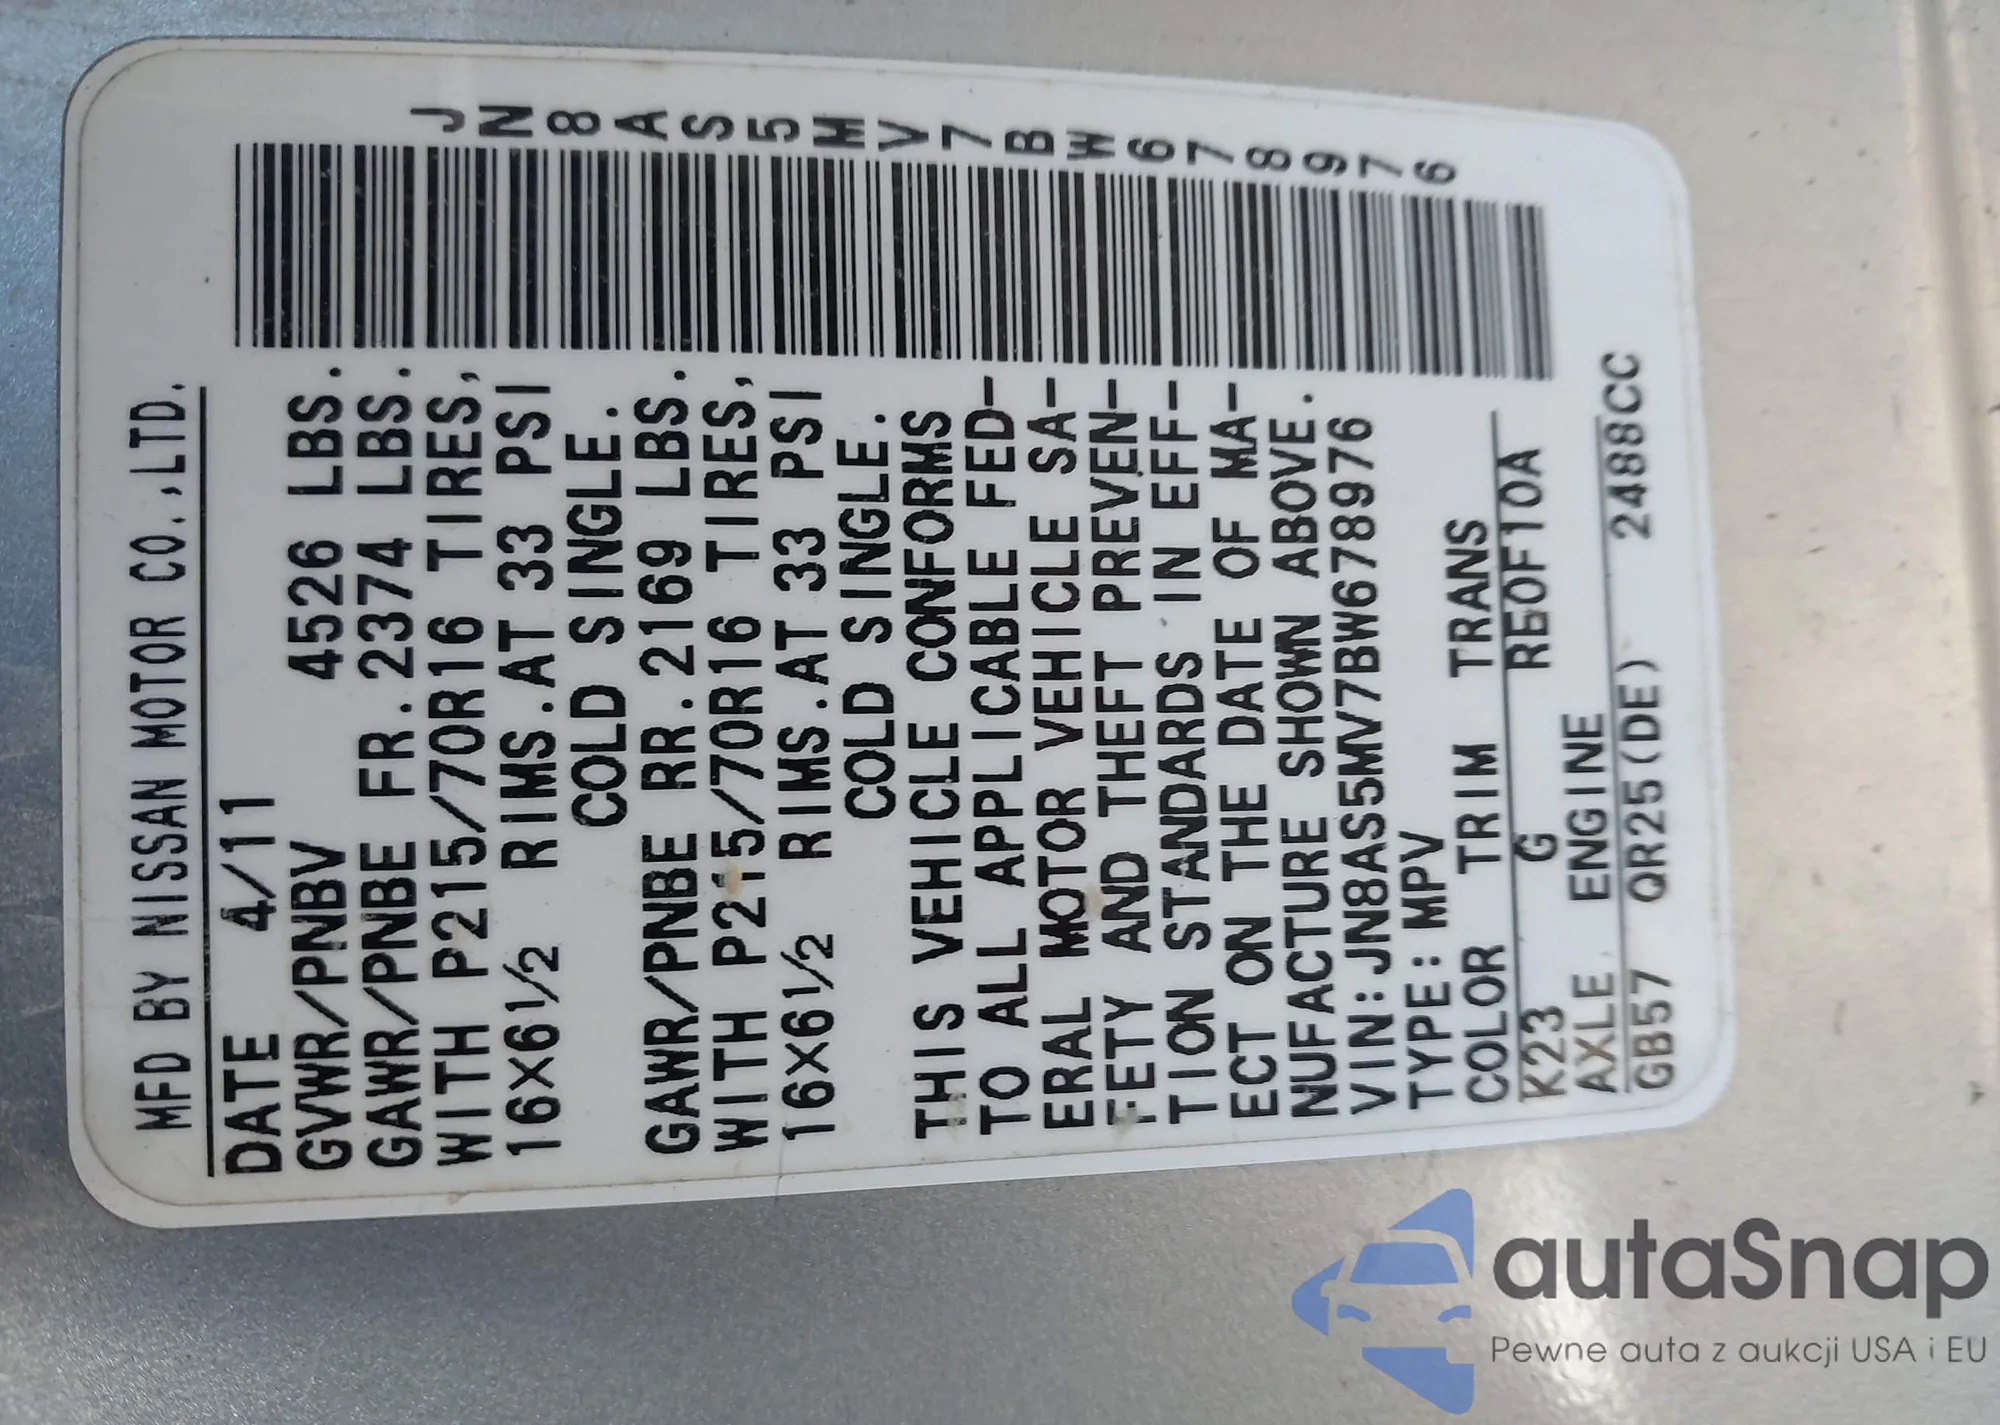 MFD BY NISSAN MOTOR CO.,LTD.
DATE 4/11
GVWR/PNBV 4526 LBS.
GAWR/PNBE FR.2374 LBS.
WITH P215/70R16 TIRES,
16X6 1/2 RIMS.AT 33 PSI
COLD SINGLE.
GAWR/PNBE RR.2169 LBS.
WITH P215/70R16 TIRES,
16X6 1/2 RIMS.AT 33 PSI
COLD SINGLE.
THIS VEHICLE CONFORMS
TO ALL APPLICABLE FED-
ERAL MOTOR VEHICLE SA-
FETY AND THEFT PREVEN-
TION STANDARDS IN EFF-
ECT ON THE DATE OF MA-
NUFACTURE SHOWN ABOVE.
VIN:JN8AS5MV7BW678976
TYPE:MPV
COLOR TRIM TRANS
K23 G RE0F10A
AXLE ENGINE
GB57 QR25(DE) 2488CC
JN8AS5MV7BW678976
autaSnap
Pewne auta z aukcji USA i EU